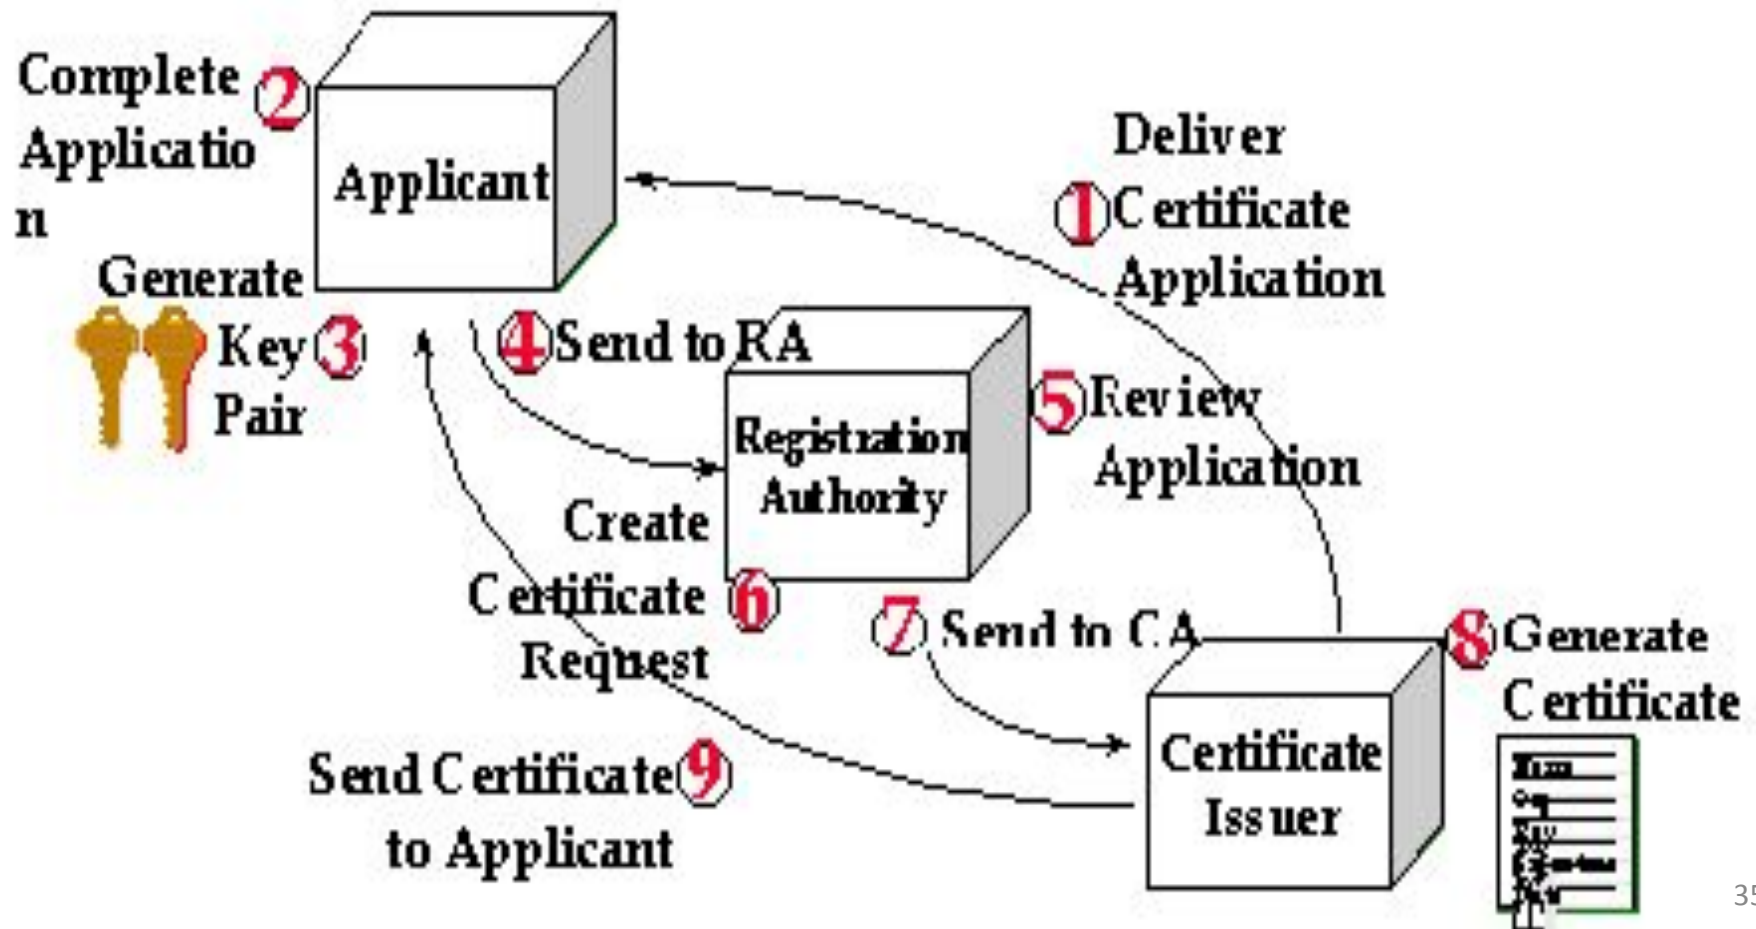 Complete
Applicatio
n
2
Applicant
Deliver
1
Certificate
Application
Generate
Key
3
Pair
4
Send to RA
5
Review
Application
Registration
Authority
Create
Certificate
6
Request
7
Send to CA
8
Generate
Certificate
Certificate
Issuer
Send Certificate
9
to Applicant
35